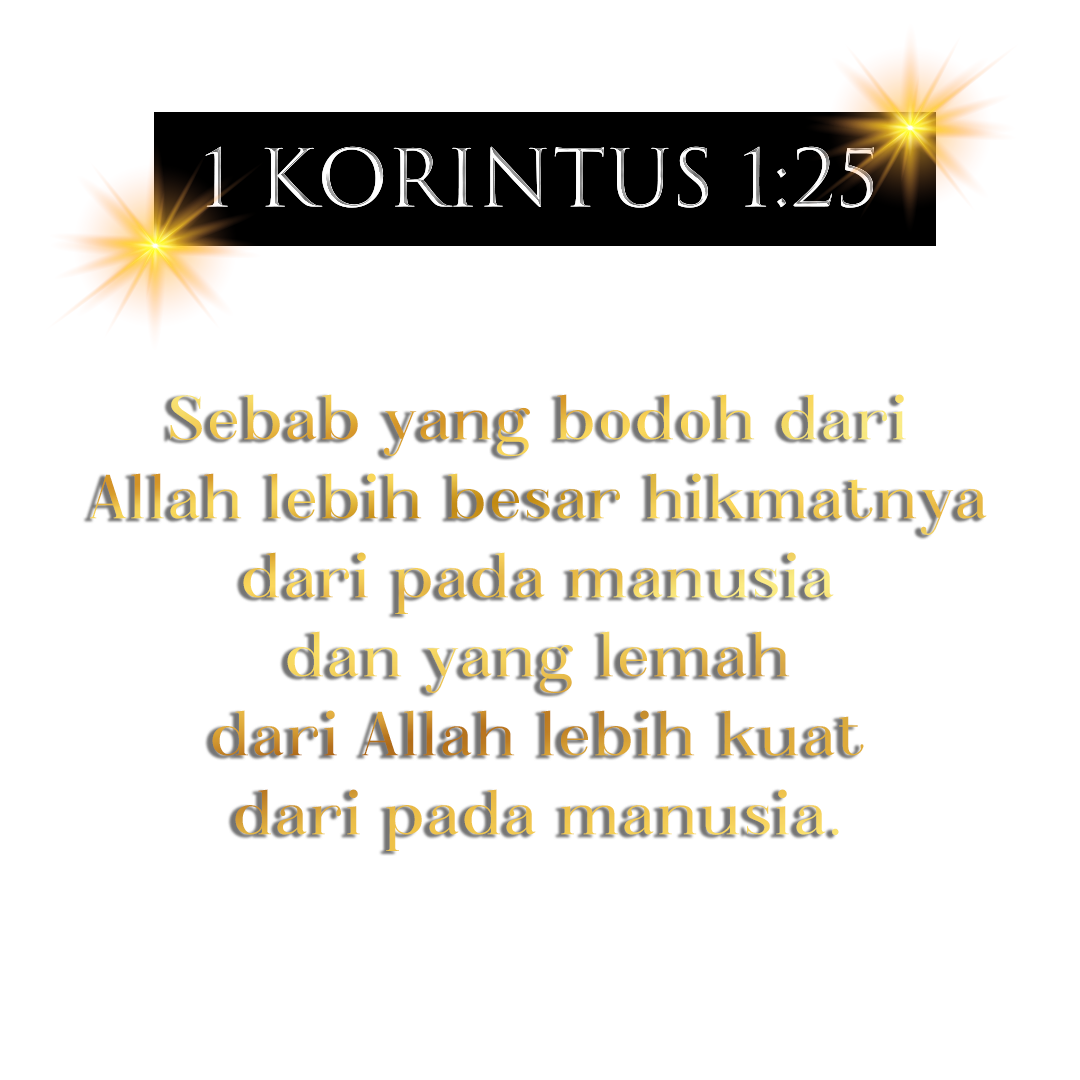 1 KORINTUS 1:25
Sebab yang bodoh dari
Allah lebih besar hikmatnya
dari pada manusia
dan yang lemah
dari Allah lebih kuat
dari pada manusia.